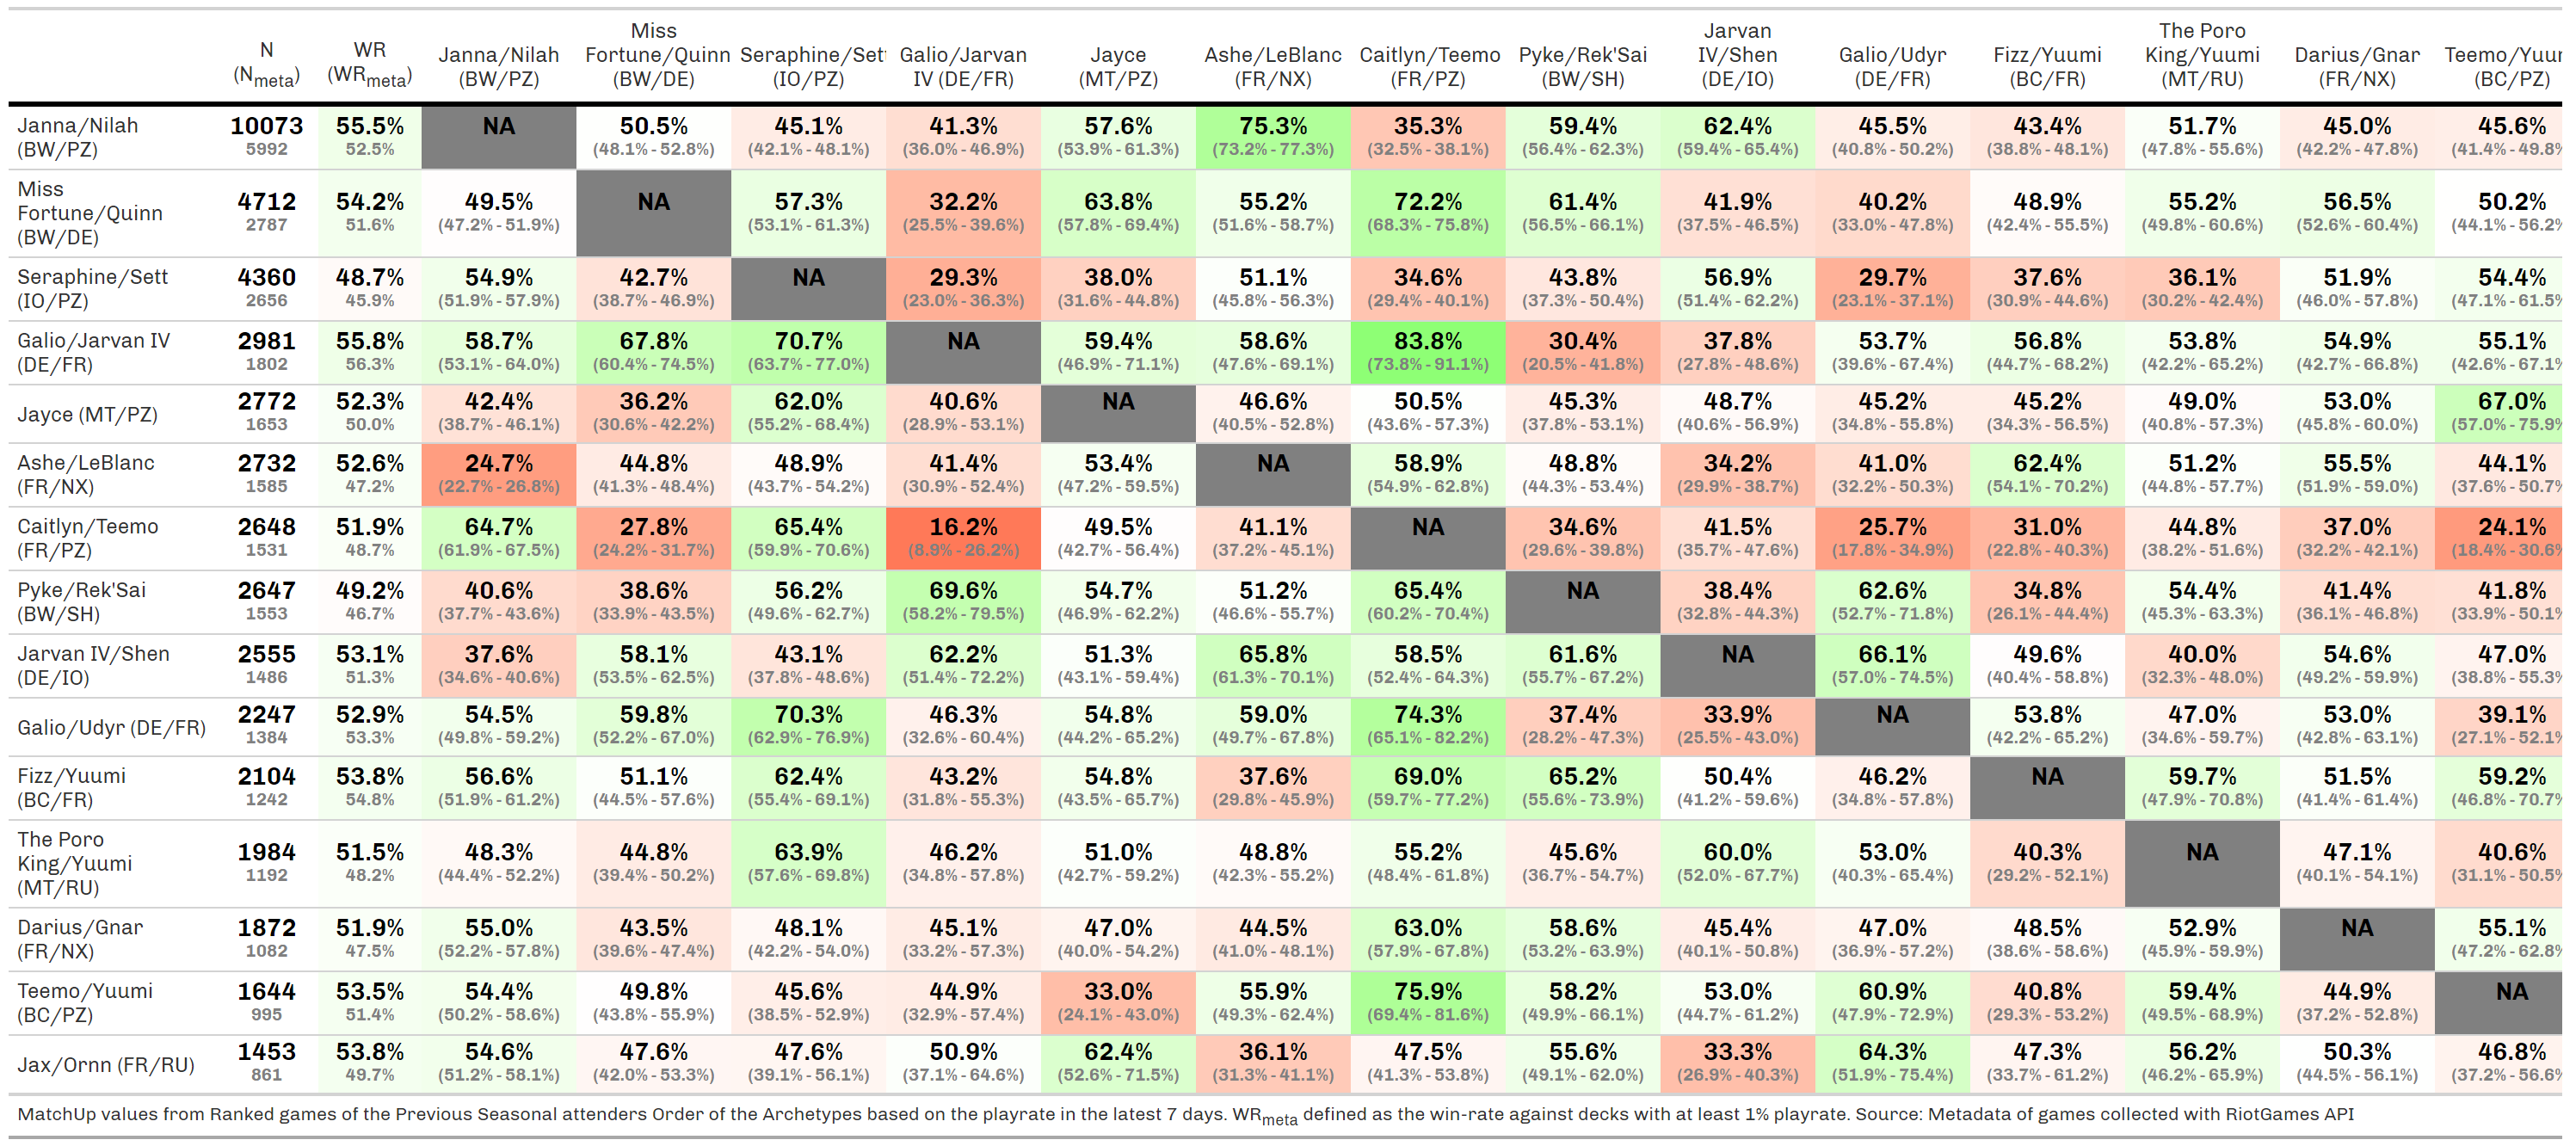 N (Nmeta) WR (WRmeta) Janna/Nilah (BW/PZ) Miss Fortune/Quinn (BW/DE) Seraphine/Sett (IO/PZ) Galio/Jarvan IV (DE/FR) Jayce (MT/PZ) Ashe/LeBlanc (FR/NX) Caitlyn/Teemo (FR/PZ) Pyke/Rek'Sai (BW/SH) Jarvan IV/Shen (DE/IO) Galio/Udyr (DE/FR) Fizz/Yuumi (BC/FR) The Poro King/Yuumi (MT/RU) Darius/Gnar (FR/NX) Teemo/Yuur (BC/PZ)
Janna/Nilah (BW/PZ) 10073 55.5% NA 50.5% 45.1% 41.3% 57.6% 75.3% 35.3% 59.4% 62.4% 45.5% 43.4% 51.7% 45.0% 45.6%
5992 52.5% (48.1% - 52.8%) (42.1% - 48.1%) (36.0% - 46.9%) (53.9% - 61.3%) (73.2% - 77.3%) (32.5% - 38.1%) (56.4% - 62.3%) (59.4% - 65.4%) (40.8% - 50.2%) (38.8% - 48.1%) (47.8% - 55.6%) (42.2% - 47.8%) (41.4% - 49.8%
Miss Fortune/Quinn (BW/DE) 4712 54.2% 49.5% NA 57.3% 32.2% 63.8% 55.2% 72.2% 61.4% 41.9% 40.2% 48.9% 55.2% 56.5% 50.2%
2787 51.6% (47.2% - 51.9%) (53.1% - 61.3%) (25.5% - 39.6%) (57.8% - 69.4%) (51.6% - 58.7%) (68.3% - 75.8%) (56.5% - 66.1%) (37.5% - 46.5%) (33.0% - 47.8%) (42.4% - 55.5%) (49.8% - 60.6%) (52.6% - 60.4%) (44.1% - 56.2%
Seraphine/Sett (IO/PZ) 4360 48.7% 54.9% 42.7% NA 29.3% 38.0% 51.1% 34.6% 43.8% 56.9% 29.7% 37.6% 36.1% 51.9% 54.4%
2656 45.9% (51.9% - 57.9%) (38.7% - 46.9%) (23.0% - 36.3%) (31.6% - 44.8%) (45.8% - 56.3%) (29.4% - 40.1%) (37.3% - 50.4%) (51.4% - 62.2%) (23.1% - 37.1%) (30.9% - 44.6%) (30.2% - 42.4%) (46.0% - 57.8%) (47.1% - 61.5%
Galio/Jarvan IV (DE/FR) 2981 55.8% 58.7% 67.8% 70.7% NA 59.4% 58.6% 83.8% 30.4% 37.8% 53.7% 56.8% 53.8% 54.9% 55.1%
1802 56.3% (53.1% - 64.0%) (60.4% - 74.5%) (63.7% - 77.0%) (46.9% - 71.1%) (47.6% - 69.1%) (73.8% - 91.1%) (20.5% - 41.8%) (27.8% - 48.6%) (39.6% - 67.4%) (44.7% - 68.2%) (42.2% - 65.2%) (42.7% - 66.8%) (42.6% - 67.1%
Jayce (MT/PZ) 2772 52.3% 42.4% 36.2% 62.0% 40.6% NA 46.6% 50.5% 45.3% 48.7% 45.2% 45.2% 49.0% 53.0% 67.0%
1653 50.0% (38.7% - 46.1%) (30.6% - 42.2%) (55.2% - 68.4%) (28.9% - 53.1%) (40.5% - 52.8%) (43.6% - 57.3%) (37.8% - 53.1%) (40.6% - 56.9%) (34.8% - 55.8%) (34.3% - 56.5%) (40.8% - 57.3%) (45.8% - 60.0%) (57.0% - 75.9%
Ashe/LeBlanc (FR/NX) 2732 52.6% 24.7% 44.8% 48.9% 41.4% 53.4% NA 58.9% 48.8% 34.2% 41.0% 62.4% 51.2% 55.5% 44.1%
1585 47.2% (22.7% - 26.8%) (41.3% - 48.4%) (43.7% - 54.2%) (30.9% - 52.4%) (47.2% - 59.5%) (54.9% - 62.8%) (44.3% - 53.4%) (29.9% - 38.7%) (32.2% - 50.3%) (54.1% - 70.2%) (44.8% - 57.7%) (51.9% - 59.0%) (37.6% - 50.7%
Caitlyn/Teemo (FR/PZ) 2648 51.9% 64.7% 27.8% 65.4% 16.2% 49.5% 41.1% NA 34.6% 41.5% 25.7% 31.0% 44.8% 37.0% 24.1%
1531 48.7% (61.9% - 67.5%) (24.2% - 31.7%) (59.9% - 70.6%) (8.9% - 26.2%) (42.7% - 56.4%) (37.2% - 45.1%) (29.6% - 39.8%) (35.7% - 47.6%) (17.8% - 34.9%) (22.8% - 40.3%) (38.2% - 51.6%) (32.2% - 42.1%) (18.4% - 30.6%
Pyke/Rek'Sai (BW/SH) 2647 49.2% 40.6% 38.6% 56.2% 69.6% 54.7% 51.2% 65.4% NA 38.4% 62.6% 34.8% 54.4% 41.4% 41.8%
1553 46.7% (37.7% - 43.6%) (33.9% - 43.5%) (49.6% - 62.7%) (58.2% - 79.5%) (46.9% - 62.2%) (46.6% - 55.7%) (60.2% - 70.4%) (32.8% - 44.3%) (52.7% - 71.8%) (26.1% - 44.4%) (45.3% - 63.3%) (36.1% - 46.8%) (33.9% - 50.1%
Jarvan IV/Shen (DE/IO) 2555 53.1% 37.6% 58.1% 43.1% 62.2% 51.3% 65.8% 58.5% 61.6% NA 66.1% 49.6% 40.0% 54.6% 47.0%
1486 51.3% (34.6% - 40.6%) (53.5% - 62.5%) (37.8% - 48.6%) (51.4% - 72.2%) (43.1% - 59.4%) (61.3% - 70.1%) (52.4% - 64.3%) (55.7% - 67.2%) (57.0% - 74.5%) (40.4% - 58.8%) (32.3% - 48.0%) (49.2% - 59.9%) (38.8% - 55.3%
Galio/Udyr (DE/FR) 2247 52.9% 54.5% 59.8% 70.3% 46.3% 54.8% 59.0% 74.3% 37.4% 33.9% NA 53.8% 47.0% 53.0% 39.1%
1384 53.3% (49.8% - 59.2%) (52.2% - 67.0%) (62.9% - 76.9%) (32.6% - 60.4%) (44.2% - 65.2%) (49.7% - 67.8%) (65.1% - 82.2%) (28.2% - 47.3%) (25.5% - 43.0%) (42.2% - 65.2%) (34.6% - 59.7%) (42.8% - 63.1%) (27.1% - 52.1%
Fizz/Yuumi (BC/FR) 2104 53.8% 56.6% 51.1% 62.4% 43.2% 54.8% 37.6% 69.0% 65.2% 50.4% 46.2% NA 59.7% 51.5% 59.2%
1242 54.8% (51.9% - 61.2%) (44.5% - 57.6%) (55.4% - 69.1%) (31.8% - 55.3%) (43.5% - 65.7%) (29.8% - 45.9%) (59.7% - 77.2%) (55.6% - 73.9%) (41.2% - 59.6%) (34.8% - 57.8%) (47.9% - 70.8%) (41.4% - 61.4%) (46.8% - 70.7%
The Poro King/Yuumi (MT/RU) 1984 51.5% 48.3% 44.8% 63.9% 46.2% 51.0% 48.8% 55.2% 45.6% 60.0% 53.0% 40.3% NA 47.1% 40.6%
1192 48.2% (44.4% - 52.2%) (39.4% - 50.2%) (57.6% - 69.8%) (34.8% - 57.8%) (42.7% - 59.2%) (42.3% - 55.2%) (48.4% - 61.8%) (36.7% - 54.7%) (52.0% - 67.7%) (40.3% - 65.4%) (29.2% - 52.1%) (40.1% - 54.1%) (31.1% - 50.5%
Darius/Gnar (FR/NX) 1872 51.9% 55.0% 43.5% 48.1% 45.1% 47.0% 44.5% 63.0% 58.6% 45.4% 47.0% 48.5% 52.9% NA 55.1%
1082 47.5% (52.2% - 57.8%) (39.6% - 47.4%) (42.2% - 54.0%) (33.2% - 57.3%) (40.0% - 54.2%) (41.0% - 48.1%) (57.9% - 67.8%) (53.2% - 63.9%) (40.1% - 50.8%) (36.9% - 57.2%) (38.6% - 58.6%) (45.9% - 59.9%) (47.2% - 62.8%
Teemo/Yuumi (BC/PZ) 1644 53.5% 54.4% 49.8% 45.6% 44.9% 33.0% 55.9% 75.9% 58.2% 53.0% 60.9% 40.8% 59.4% 44.9% NA
995 51.4% (50.2% - 58.6%) (43.8% - 55.9%) (38.5% - 52.9%) (32.9% - 57.4%) (24.1% - 43.0%) (49.3% - 62.4%) (69.4% - 81.6%) (49.9% - 66.1%) (44.7% - 61.2%) (47.9% - 72.9%) (29.3% - 53.2%) (49.5% - 68.9%) (37.2% - 52.8%)
Jax/Ornn (FR/RU) 1453 53.8% 54.6% 47.6% 47.6% 50.9% 62.4% 36.1% 47.5% 55.6% 33.3% 64.3% 47.3% 56.2% 50.3% 46.8%
861 49.7% (51.2% - 58.1%) (42.0% - 53.3%) (39.1% - 56.1%) (37.1% - 64.6%) (52.6% - 71.5%) (31.3% - 41.1%) (41.3% - 53.8%) (49.1% - 62.0%) (26.9% - 40.3%) (51.9% - 75.4%) (33.7% - 61.2%) (46.2% - 65.9%) (44.5% - 56.1%) (37.2% - 56.6%
MatchUp values from Ranked games of the Previous Seasonal attenders Order of the Archetypes based on the playrate in the latest 7 days. WRmeta defined as the win-rate against decks with at least 1% playrate. Source: Metadata of games collected with RiotGames API